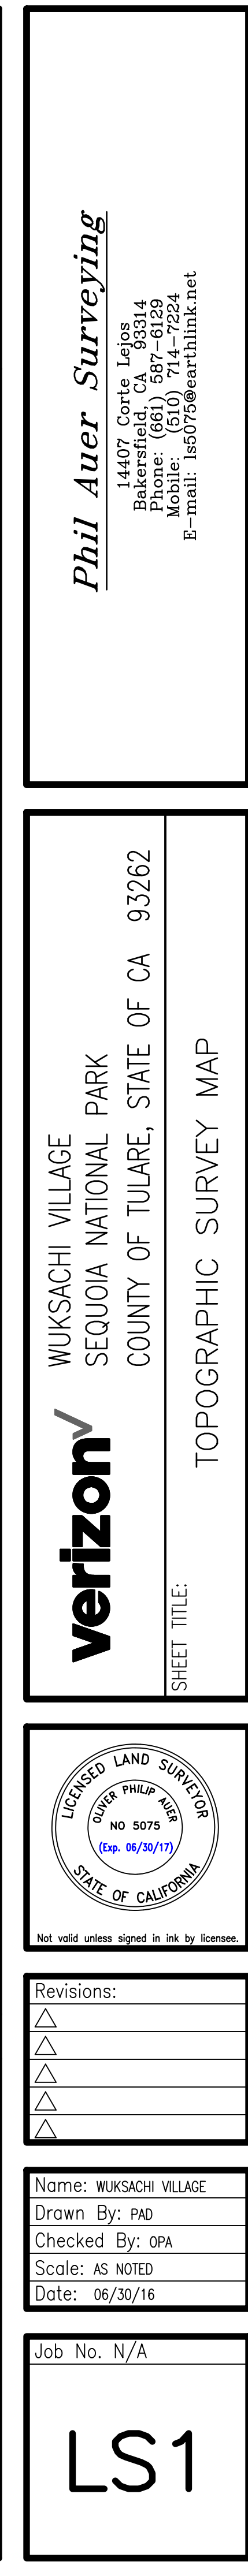 Phil Auer Surveying
14407 Corte Lejos
Bakersfield, CA 93314
Phone: (661) 587-6129
Mobile: (510) 714-7224
E-mail: ls5075@earthlink.net
verizon
WUKSACHI VILLAGE
SEQUOIA NATIONAL PARK
COUNTY OF TULARE, STATE OF CA 93262
SHEET TITLE:
TOPOGRAPHIC SURVEY MAP
LICENSED LAND SURVEYOR
OLIVER PHILIP AUER
NO 5075
(Exp. 06/30/17)
STATE OF CALIFORNIA
Not valid unless signed in ink by licensee.
Revisions:
Name: WUKSACHI VILLAGE
Drawn By: PAD
Checked By: OPA
Scale: AS NOTED
Date: 06/30/16
Job No. N/A
LS1